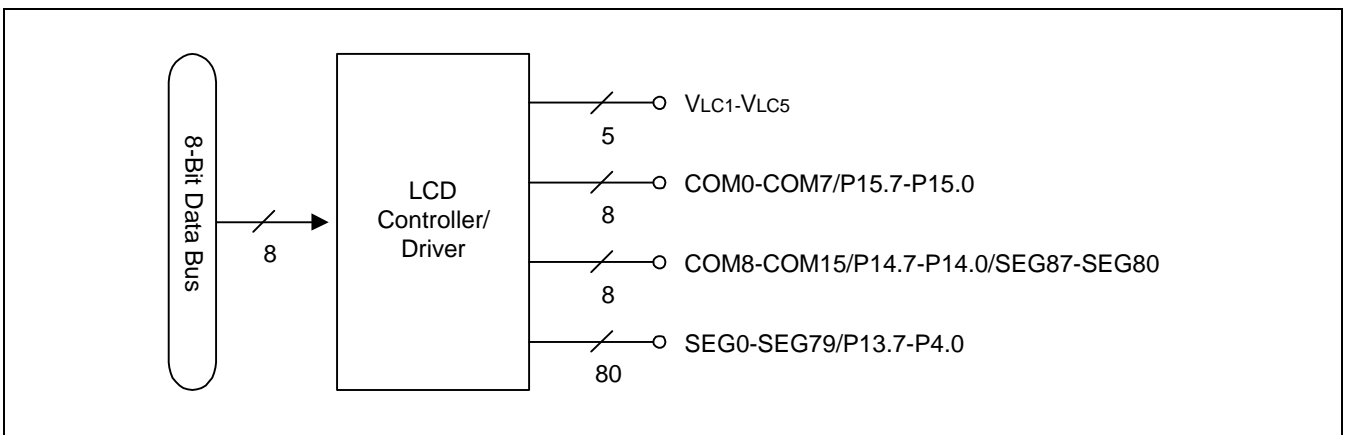 8-Bit Data Bus
8
LCD
Controller/
Driver
VLC1-VLC5
5
COM0-COM7/P15.7-P15.0
8
COM8-COM15/P14.7-P14.0/SEG87-SEG80
8
SEG0-SEG79/P13.7-P4.0
80